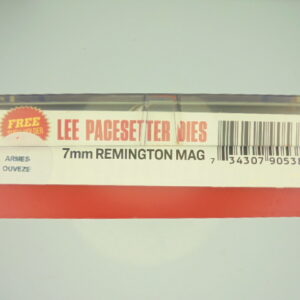 FREE
LEE PACESETTER DIES
7mm REMINGTON MAG
7 34307 9053
ARMES
OUVEZE